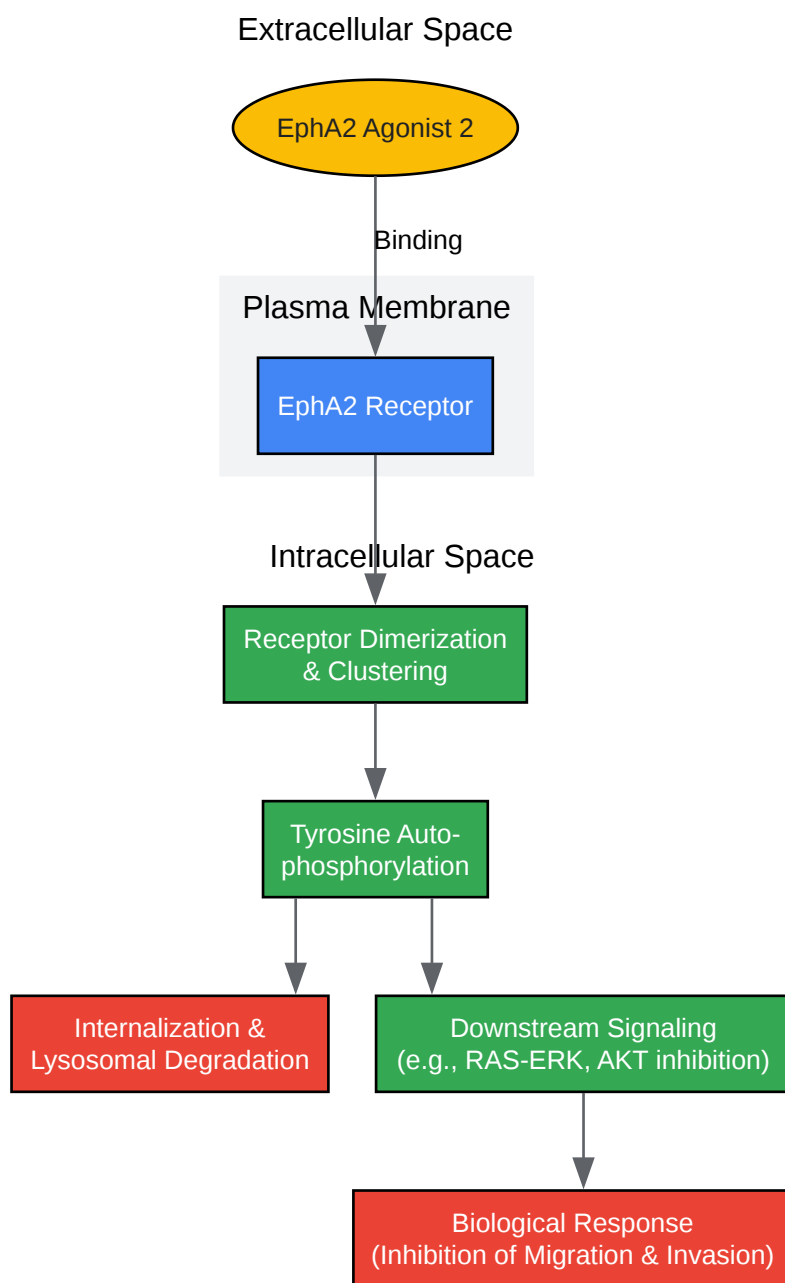 Extracellular Space
EphA2 Agonist 2
Binding
Plasma Membrane
EphA2 Receptor
Intracellular Space
Receptor Dimerization
& Clustering
Tyrosine Auto-
phosphorylation
Internalization &
Lysosomal Degradation
Downstream Signaling
(e.g., RAS-ERK, AKT inhibition)
Biological Response
(Inhibition of Migration & Invasion)